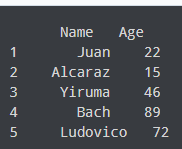 Name Age
1 Juan 22
2 Alcaraz 15
3 Yiruma 46
4 Bach 89
5 Ludovico 72